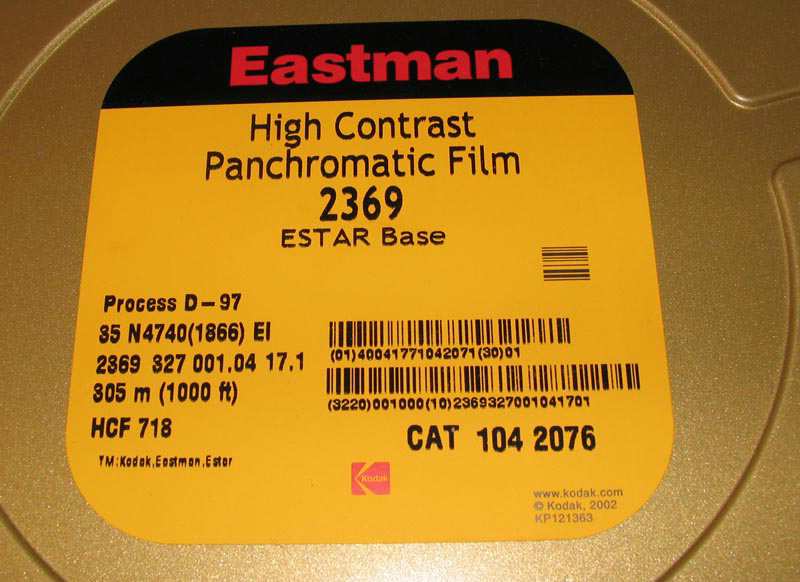 Eastman
High Contrast
Panchromatic Film
2369
ESTAR Base
Process D-97
35 N4740(1866) EI
2369 327 001.04 17.1
305 m (1000 ft)
HCF 718
TM:Kodak,Eastman,Estar
(01)40041771042071(30)01
(3220)001000(10)2369327001041701
CAT 104 2076
Kodak
www.kodak.com
© Kodak, 2002
KP121363